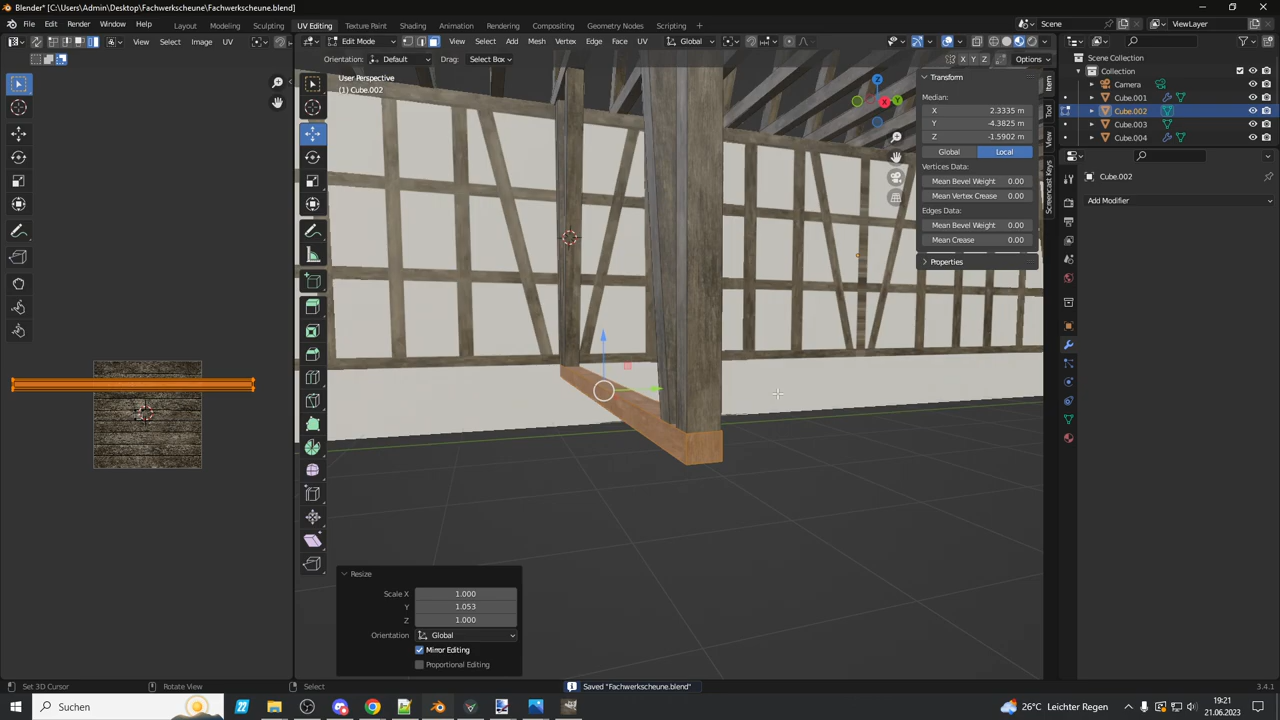 Blender* [C:\Users\Admin\Desktop\Fachwerkscheune\Fachwerkscheune.blend]
File Edit Render Window Help Layout Modeling Sculpting UV Editing Texture Paint Shading Animation Rendering Compositing Geometry Nodes Scripting + Scene ViewLayer
View Select Image UV Edit Mode View Select Add Mesh Vertex Edge Face UV Global
Orientation: Default Drag: Select Box X Y Z Options
User Perspective
(1) Cube.002
Transform
Median:
X 2.3335 m
Y -4.3825 m
Z -1.5902 m
Global Local
Vertices Data:
Mean Bevel Weight 0.00
Mean Vertex Crease 0.00
Edges Data:
Mean Bevel Weight 0.00
Mean Crease 0.00
Properties
Item
Tool
View
Screencast Keys
Z
X
Y
Scene Collection
Collection
Camera
Cube.001
Cube.002
Cube.003
Cube.004
Cube.002
Add Modifier
Resize
Scale X 1.000
Y 1.053
Z 1.000
Orientation Global
Mirror Editing
Proportional Editing
Set 3D Cursor Rotate View Select Saved "Fachwerkscheune.blend" 3.4.1
Suchen 26°C Leichter Regen 19:21
21.06.2023